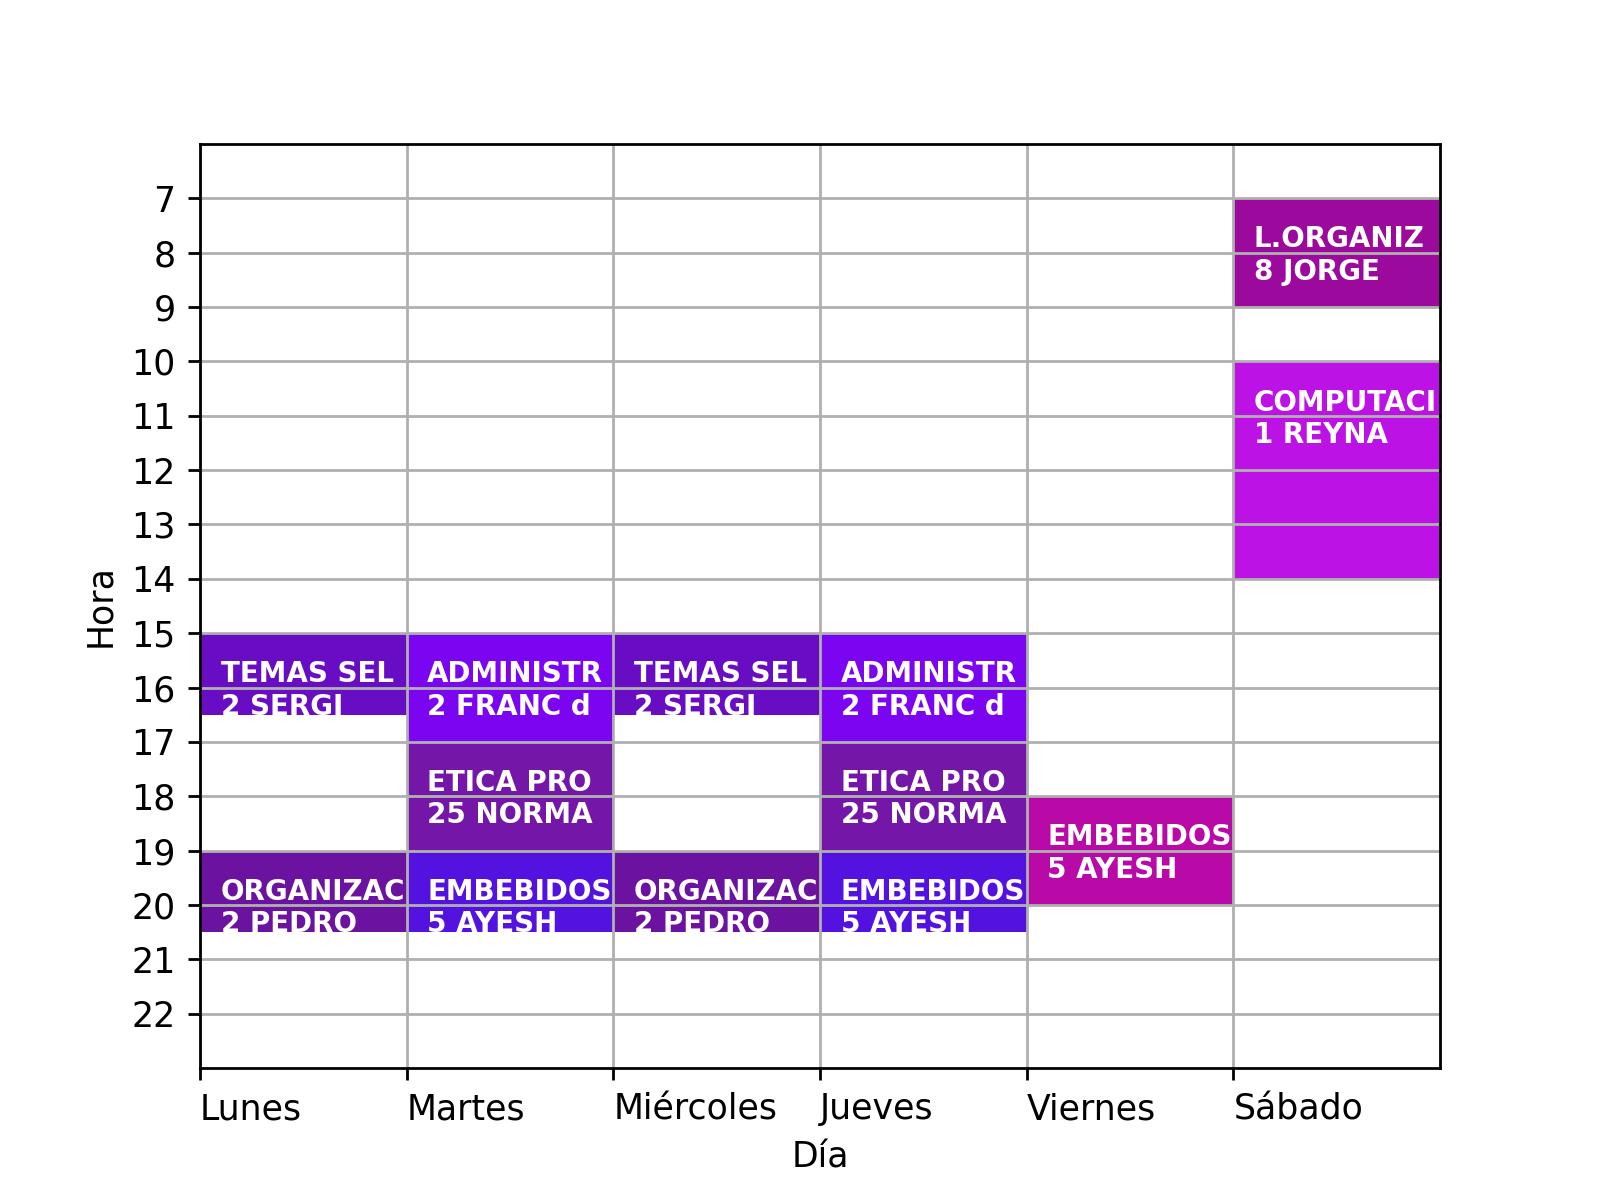 7
8
9
10
11
12
13
14
15
16
17
18
19
20
21
22
Hora
L.ORGANIZ
8 JORGE
COMPUTACI
1 REYNA
TEMAS SEL
2 SERGI
ADMINISTR
2 FRANC d
TEMAS SEL
2 SERGI
ADMINISTR
2 FRANC d
ETICA PRO
25 NORMA
ETICA PRO
25 NORMA
EMBEBIDOS
5 AYESH
ORGANIZAC
2 PEDRO
EMBEBIDOS
5 AYESH
ORGANIZAC
2 PEDRO
EMBEBIDOS
5 AYESH
Lunes Martes Miércoles Jueves Viernes Sábado
Día